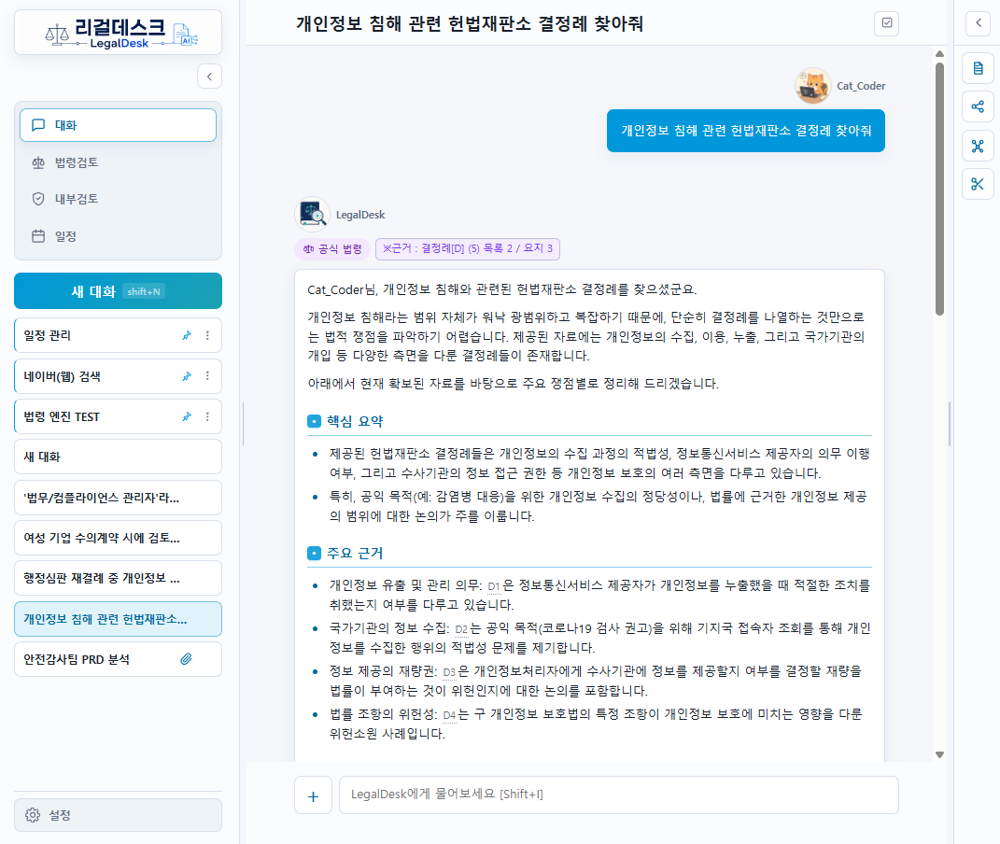 리걸데스크
LegalDesk
AI
대화
법령검토
내부검토
일정
새 대화 shift+N
일정 관리
네이버(웹) 검색
법령 엔진 TEST
새 대화
'법무/컴플라이언스 관리자'라...
여성 기업 수의계약 시에 검토...
행정심판 재결례 중 개인정보 ...
개인정보 침해 관련 헌법재판소...
안전감사팀 PRD 분석
설정
개인정보 침해 관련 헌법재판소 결정례 찾아줘
Cat_Coder
개인정보 침해 관련 헌법재판소 결정례 찾아줘
LegalDesk
공식 법령 ※근거 : 결정례[D] (5) 목록 2 / 요지 3
Cat_Coder님, 개인정보 침해와 관련된 헌법재판소 결정례를 찾으셨군요.
개인정보 침해라는 범위 자체가 워낙 광범위하고 복잡하기 때문에, 단순히 결정례를 나열하는 것만으로
는 법적 쟁점을 파악하기 어렵습니다. 제공된 자료에는 개인정보의 수집, 이용, 누출, 그리고 국가기관의
개입 등 다양한 측면을 다룬 결정례들이 존재합니다.
아래에서 현재 확보된 자료를 바탕으로 주요 쟁점별로 정리해 드리겠습니다.
핵심 요약
• 제공된 헌법재판소 결정례들은 개인정보의 수집 과정의 적법성, 정보통신서비스 제공자의 의무 이행
여부, 그리고 수사기관의 정보 접근 권한 등 개인정보 보호의 여러 측면을 다루고 있습니다.
• 특히, 공익 목적(예: 감염병 대응)을 위한 개인정보 수집의 정당성이나, 법률에 근거한 개인정보 제공
의 범위에 대한 논의가 주를 이룹니다.
주요 근거
• 개인정보 유출 및 관리 의무: D1은 정보통신서비스 제공자가 개인정보를 누출했을 때 적절한 조치를
취했는지 여부를 다루고 있습니다.
• 국가기관의 정보 수집: D2는 공익 목적(코로나19 검사 권고)을 위해 기지국 접속자 조회를 통해 개인
정보를 수집한 행위의 적법성 문제를 제기합니다.
• 정보 제공의 재량권: D3은 개인정보처리자에게 수사기관에 정보를 제공할지 여부를 결정할 재량을
법률이 부여하는 것이 위헌인지에 대한 논의를 포함합니다.
• 법률 조항의 위헌성: D4는 구 개인정보 보호법의 특정 조항이 개인정보 보호에 미치는 영향을 다룬
위헌소원 사례입니다.
LegalDesk에게 물어보세요 [Shift+I]